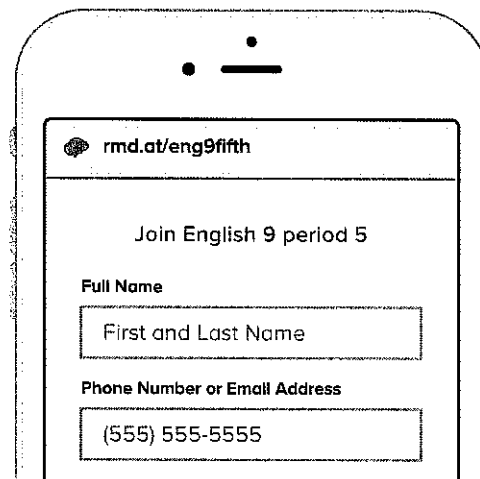 rmd.at/eng9fifth
Join English 9 period 5
Full Name
First and Last Name
Phone Number or Email Address
(555) 555-5555